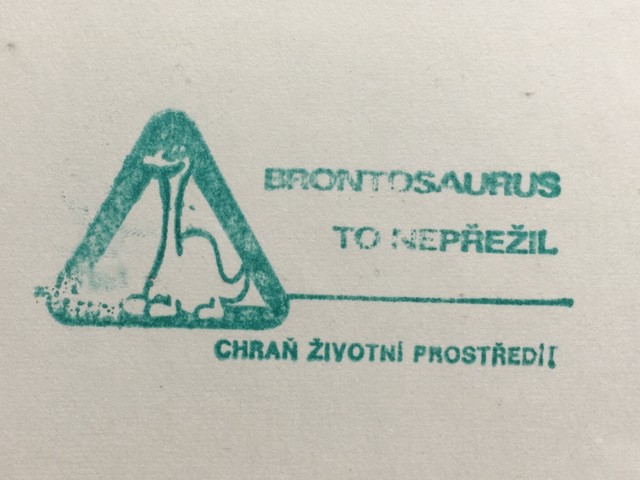 BRONTOSAURUS
TO NEPŘEŽIL
CHRAŇ ŽIVOTNÍ PROSTŘEDÍ!